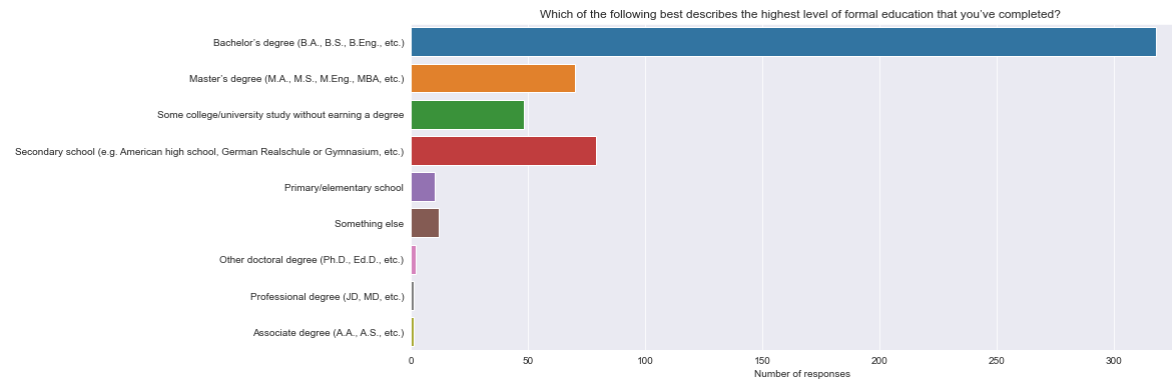 Which of the following best describes the highest level of formal education that you’ve completed?
Bachelor’s degree (B.A., B.S., B.Eng., etc.)
Master’s degree (M.A., M.S., M.Eng., MBA, etc.)
Some college/university study without earning a degree
Secondary school (e.g. American high school, German Realschule or Gymnasium, etc.)
Primary/elementary school
Something else
Other doctoral degree (Ph.D., Ed.D., etc.)
Professional degree (JD, MD, etc.)
Associate degree (A.A., A.S., etc.)
0 50 100 150 200 250 300
Number of responses